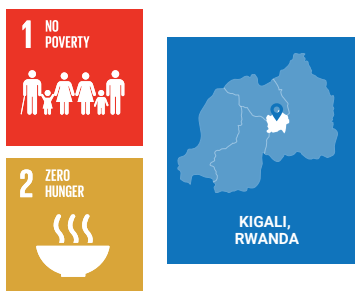 1 NO
POVERTY
2 ZERO
HUNGER
KIGALI,
RWANDA